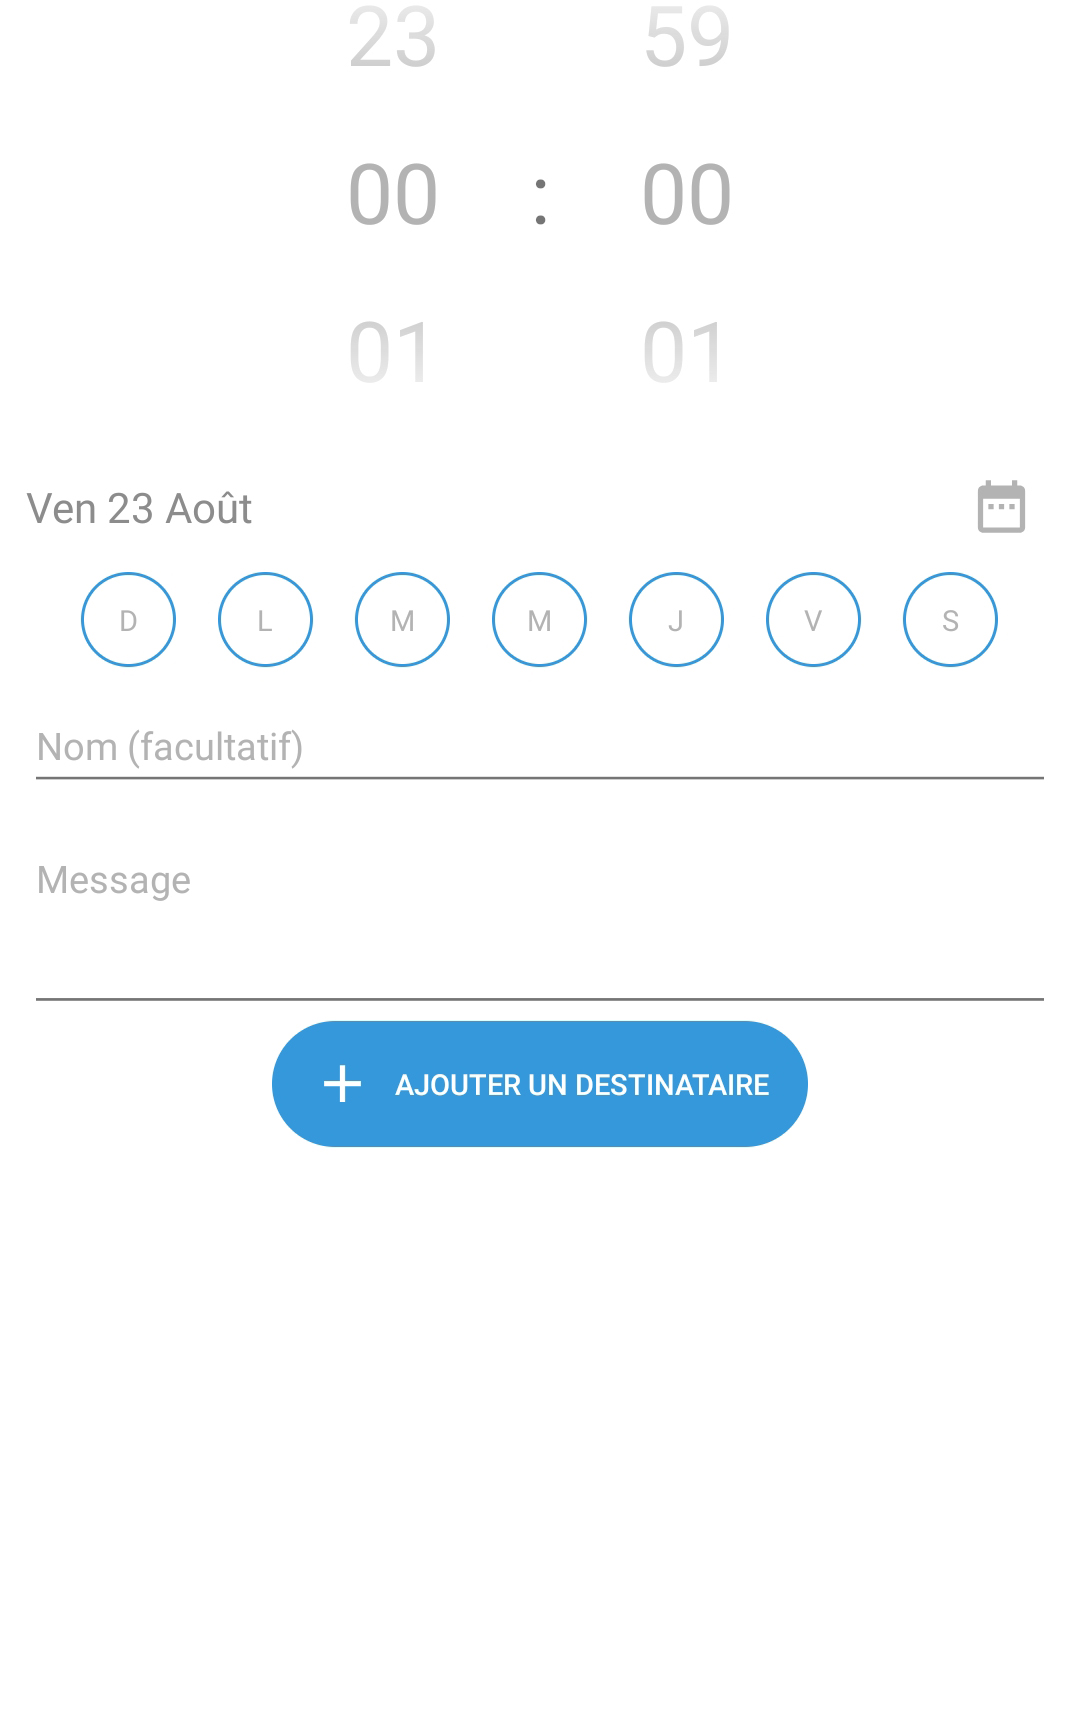 23 59
00 : 00
01 01
Ven 23 Août
D L M M J V S
Nom (facultatif)
Message
AJOUTER UN DESTINATAIRE